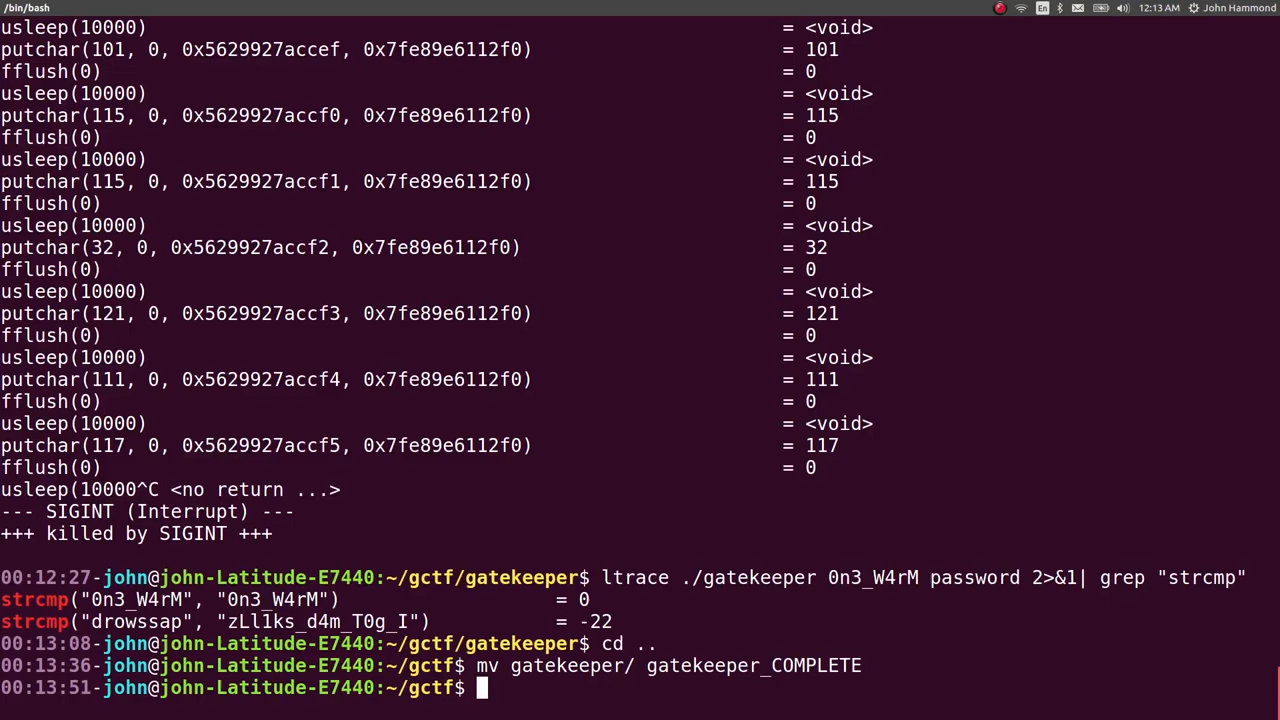 /bin/bash
En
12:13 AM
John Hammond
usleep(10000) = <void>
putchar(101, 0, 0x5629927accef, 0x7fe89e6112f0) = 101
fflush(0) = 0
usleep(10000) = <void>
putchar(115, 0, 0x5629927accf0, 0x7fe89e6112f0) = 115
fflush(0) = 0
usleep(10000) = <void>
putchar(115, 0, 0x5629927accf1, 0x7fe89e6112f0) = 115
fflush(0) = 0
usleep(10000) = <void>
putchar(32, 0, 0x5629927accf2, 0x7fe89e6112f0) = 32
fflush(0) = 0
usleep(10000) = <void>
putchar(121, 0, 0x5629927accf3, 0x7fe89e6112f0) = 121
fflush(0) = 0
usleep(10000) = <void>
putchar(111, 0, 0x5629927accf4, 0x7fe89e6112f0) = 111
fflush(0) = 0
usleep(10000) = <void>
putchar(117, 0, 0x5629927accf5, 0x7fe89e6112f0) = 117
fflush(0) = 0
usleep(10000^C <no return ...>
--- SIGINT (Interrupt) ---
+++ killed by SIGINT +++
00:12:27-john@john-Latitude-E7440:~/gctf/gatekeeper$ ltrace ./gatekeeper 0n3_W4rM password 2>&1| grep "strcmp"
strcmp("0n3_W4rM", "0n3_W4rM") = 0
strcmp("drowssap", "zLl1ks_d4m_T0g_I") = -22
00:13:08-john@john-Latitude-E7440:~/gctf/gatekeeper$ cd ..
00:13:36-john@john-Latitude-E7440:~/gctf$ mv gatekeeper/ gatekeeper_COMPLETE
00:13:51-john@john-Latitude-E7440:~/gctf$